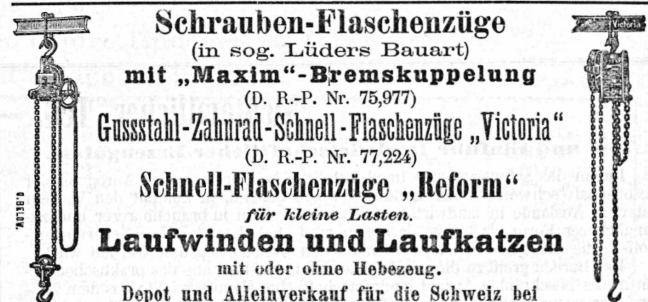 Schrauben-Flaschenzüge
(in sog. Lüders Bauart)
mit „Maxim“-Bremskuppelung
(D. R.-P. Nr. 75,977)
Gussstahl-Zahnrad-Schnell-Flaschenzüge „Victoria“
(D. R.-P. Nr. 77,224)
Schnell-Flaschenzüge „Reform“
für kleine Lasten.
Laufwinden und Laufkatzen
mit oder ohne Hebezeug.
Depot und Alleinverkauf für die Schweiz bei
Victoria